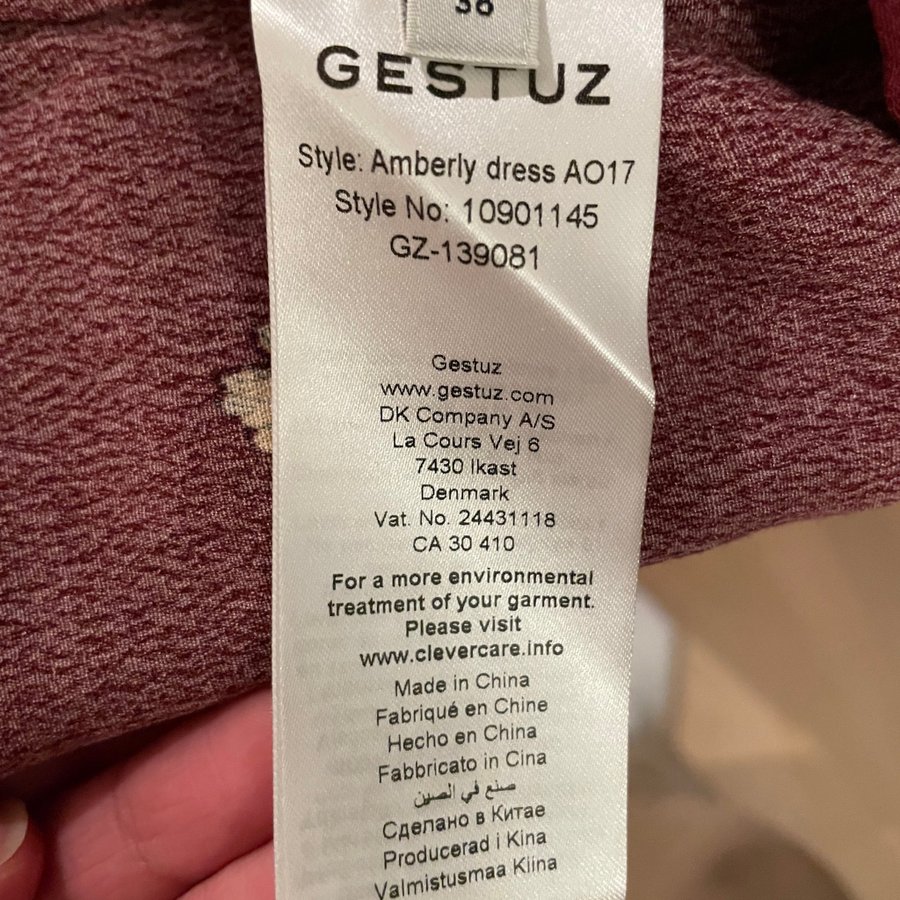 GESTUZ
Style: Amberly dress AO17
Style No: 10901145
GZ-139081
Gestuz
www.gestuz.com
DK Company A/S
La Cours Vej 6
7430 Ikast
Denmark
Vat. No. 24431118
CA 30 410
For a more environmental
treatment of your garment.
Please visit
www.clevercare.info
Made in China
Fabriqué en Chine
Hecho en China
Fabbricato in Cina
صنع في الصين
Сделано в Китае
Producerad i Kina
Valmistusmaa Kiina